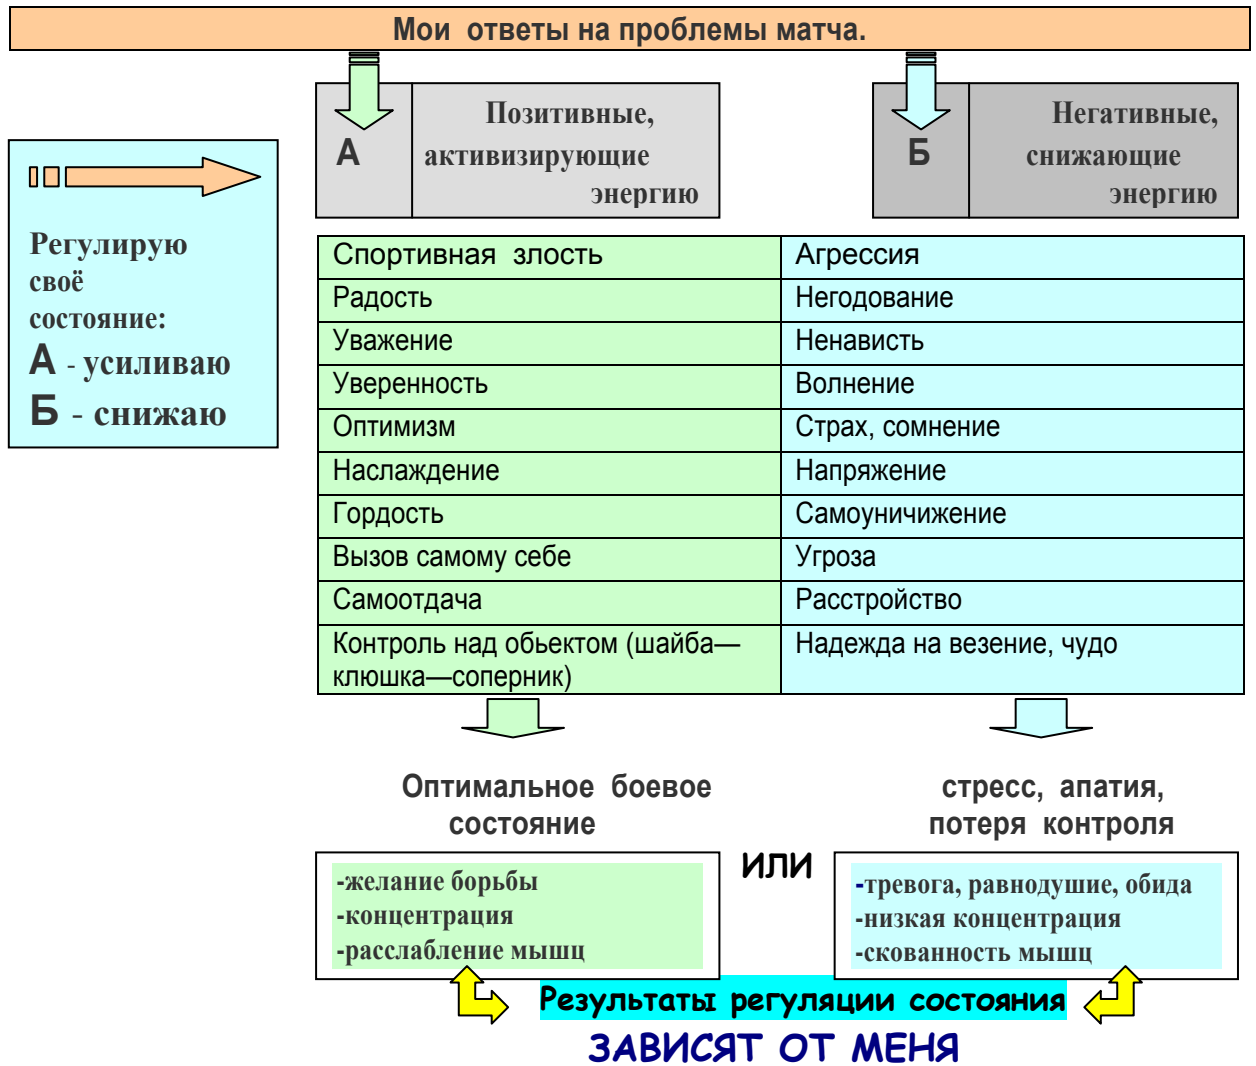 Мои ответы на проблемы матча.
А
Позитивные,
активизирующие
энергию
Б
Негативные,
снижающие
энергию
Регулирую
своё
состояние:
А - усиливаю
Б - снижаю
Спортивная злость
Агрессия
Радость
Негодование
Уважение
Ненависть
Уверенность
Волнение
Оптимизм
Страх, сомнение
Наслаждение
Напряжение
Гордость
Самоуничижение
Вызов самому себе
Угроза
Самоотдача
Расстройство
Контроль над обьектом (шайба—
клюшка—соперник)
Надежда на везение, чудо
Оптимальное боевое
состояние
стресс, апатия,
потеря контроля
-желание борьбы
-концентрация
-расслабление мышц
ИЛИ
-тревога, равнодушие, обида
-низкая концентрация
-скованность мышц
Результаты регуляции состояния
ЗАВИСЯТ ОТ МЕНЯ